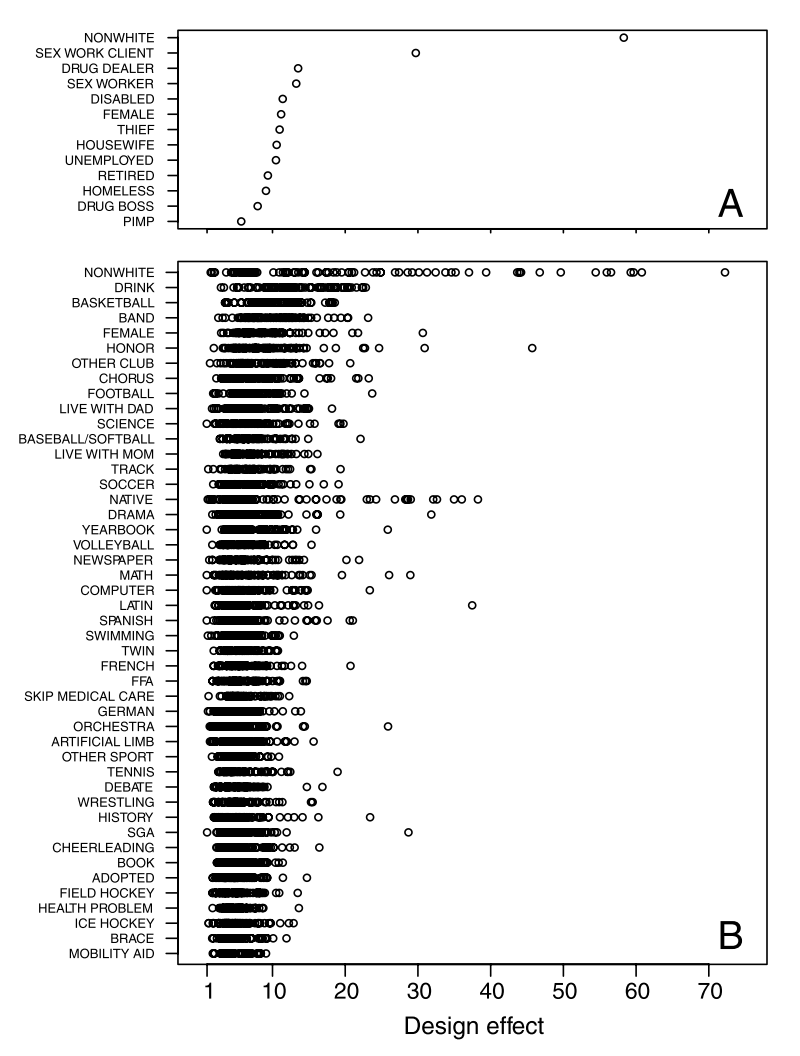 NONWHITE
SEX WORK CLIENT
DRUG DEALER
SEX WORKER
DISABLED
FEMALE
THIEF
HOUSEWIFE
UNEMPLOYED
RETIRED
HOMELESS
DRUG BOSS
PIMP
A
NONWHITE
DRINK
BASKETBALL
BAND
FEMALE
HONOR
OTHER CLUB
CHORUS
FOOTBALL
LIVE WITH DAD
SCIENCE
BASEBALL/SOFTBALL
LIVE WITH MOM
TRACK
SOCCER
NATIVE
DRAMA
YEARBOOK
VOLLEYBALL
NEWSPAPER
MATH
COMPUTER
LATIN
SPANISH
SWIMMING
TWIN
FRENCH
FFA
SKIP MEDICAL CARE
GERMAN
ORCHESTRA
ARTIFICIAL LIMB
OTHER SPORT
TENNIS
DEBATE
WRESTLING
HISTORY
SGA
CHEERLEADING
BOOK
ADOPTED
FIELD HOCKEY
HEALTH PROBLEM
ICE HOCKEY
BRACE
MOBILITY AID
B
1 10 20 30 40 50 60 70
Design effect